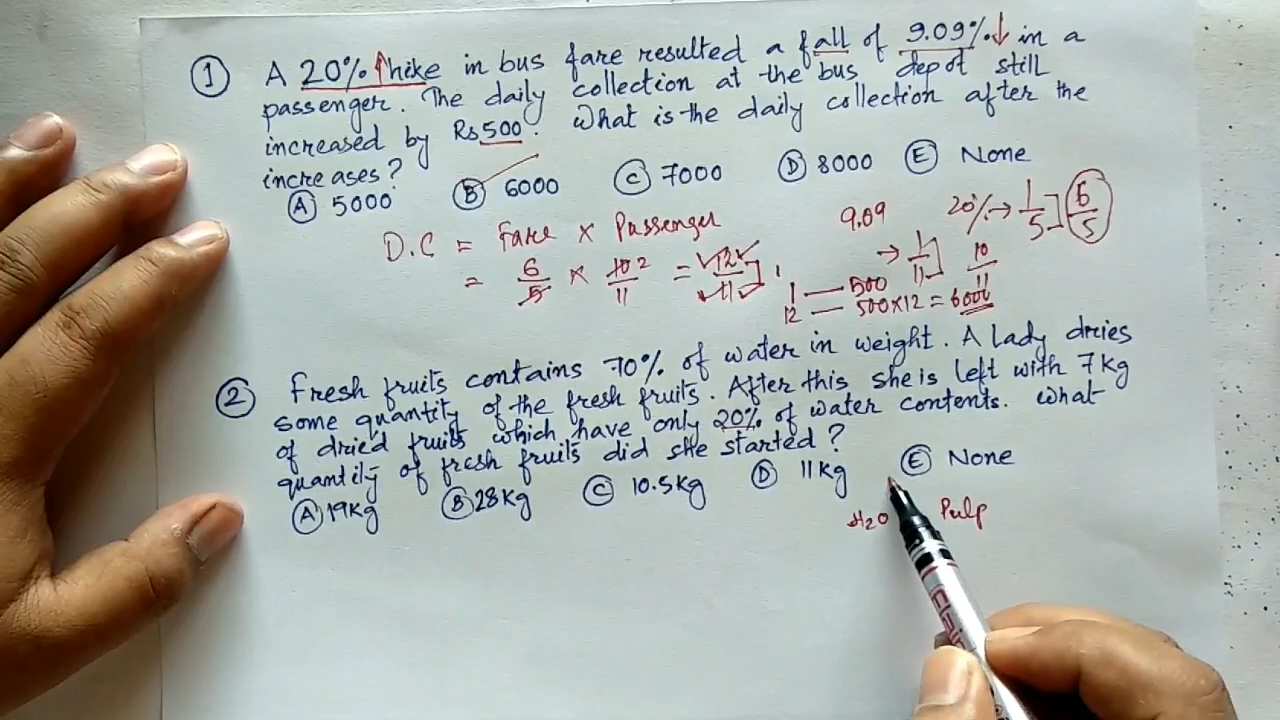 ① A 20% ↑ hike in bus fare resulted a fall of 9.09% ↓ in a
passenger. The daily collection at the bus depot still
increased by Rs 500. What is the daily collection after the
increases?
Ⓐ 5000 Ⓑ 6000 Ⓒ 7000 Ⓓ 8000 Ⓔ None
D.C = Fare × Passenger 9.09 20% → 1/5 ] 6/5
= 6/5 × 10/11 2 = 12/11 ] 1 → 1/11 ] 10/11
1 — 500
12 — 500×12 = 6000
② Fresh fruits contains 70% of water in weight. A lady dries
some quantity of the fresh fruits. After this she is left with 7kg
of dried fruits which have only 20% of water contents. what
quantity of fresh fruits did she started?
Ⓐ 19kg Ⓑ 28kg Ⓒ 10.5kg Ⓓ 11kg Ⓔ None
H2O Pulp